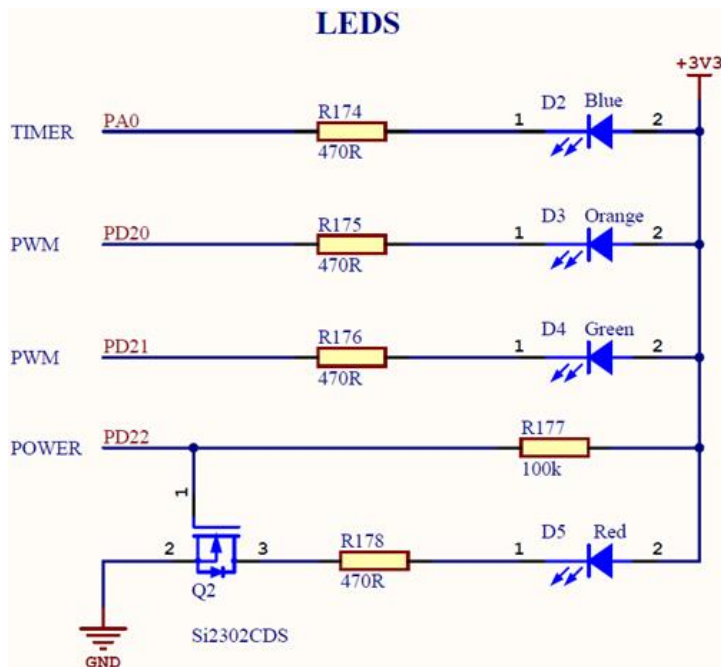 LEDS
+3V3
TIMER PA0 R174 470R 1 D2 Blue 2
PWM PD20 R175 470R 1 D3 Orange 2
PWM PD21 R176 470R 1 D4 Green 2
POWER PD22 R177 100k
1
2 Q2 3 R178 470R 1 D5 Red 2
Si2302CDS
GND